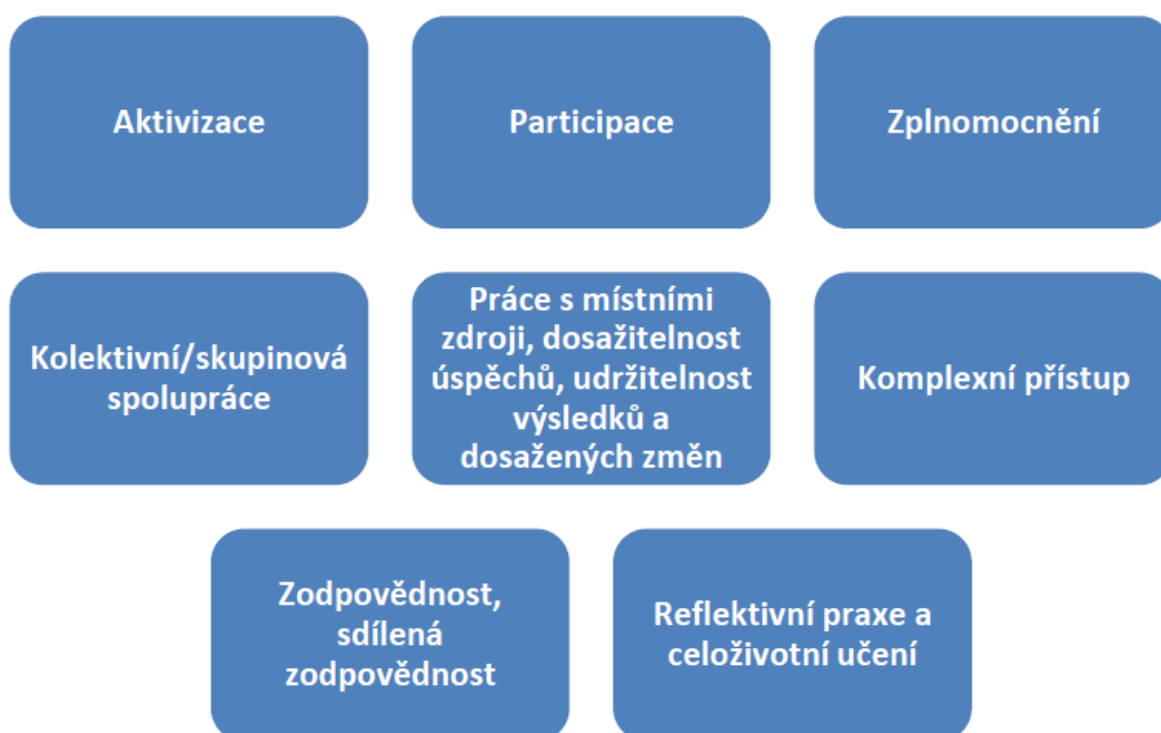 Aktivizace
Participace
Zplnomocnění
Kolektivní/skupinová
spolupráce
Práce s místními
zdroji, dosažitelnost
úspěchů, udržitelnost
výsledků a
dosažených změn
Komplexní přístup
Zodpovědnost,
sdílená
zodpovědnost
Reflektivní praxe a
celoživotní učení